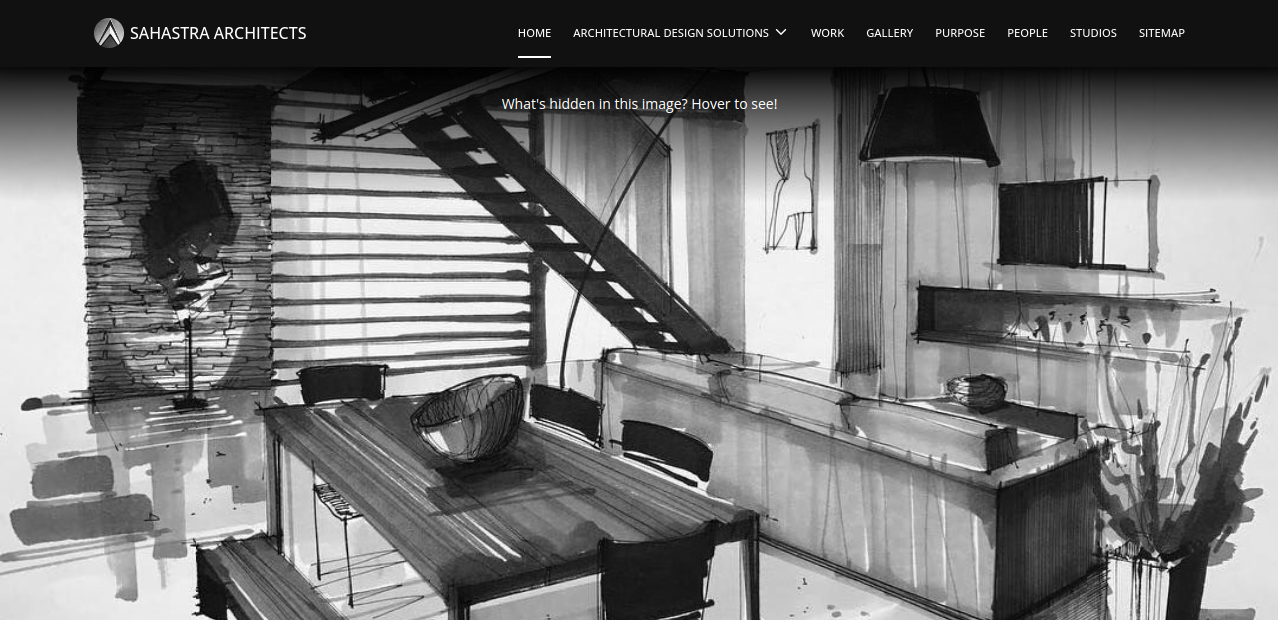 SAHASTRA ARCHITECTS
HOME ARCHITECTURAL DESIGN SOLUTIONS WORK GALLERY PURPOSE PEOPLE STUDIOS SITEMAP
What's hidden in this image? Hover to see!